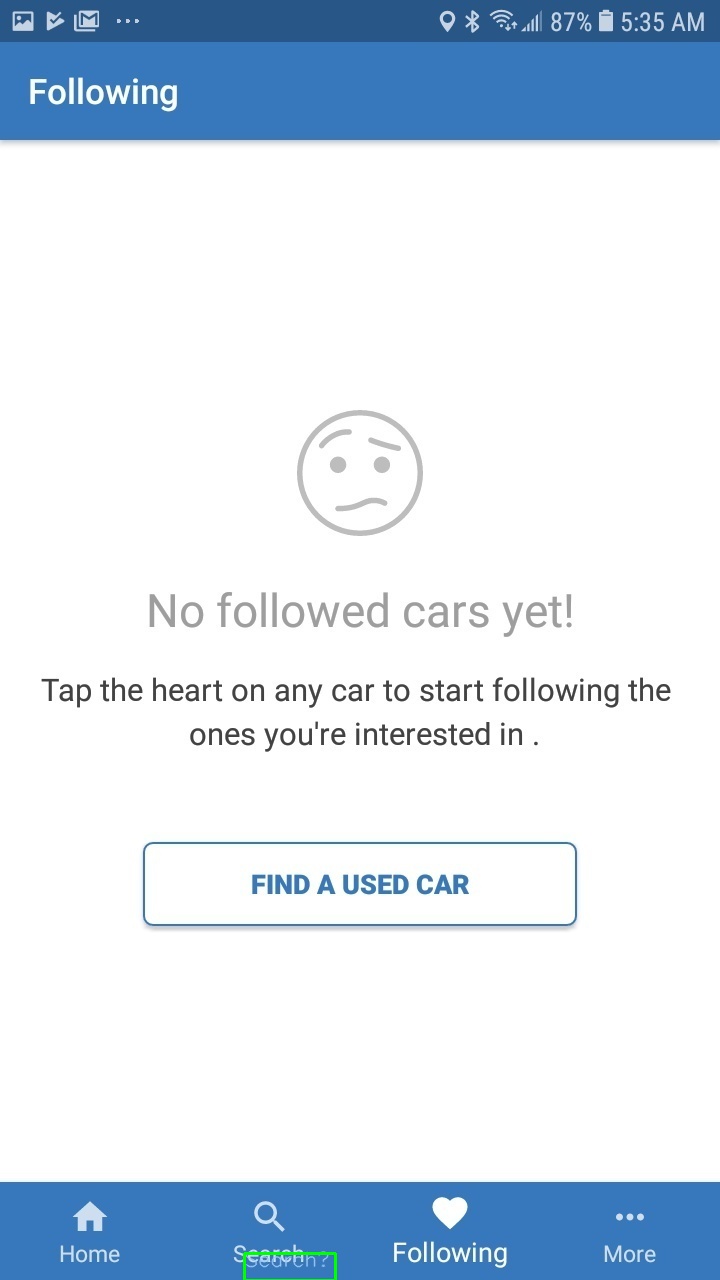 87% 5:35 AM
Following
No followed cars yet!
Tap the heart on any car to start following the
ones you're interested in .
FIND A USED CAR
Home Search Following More
Search?